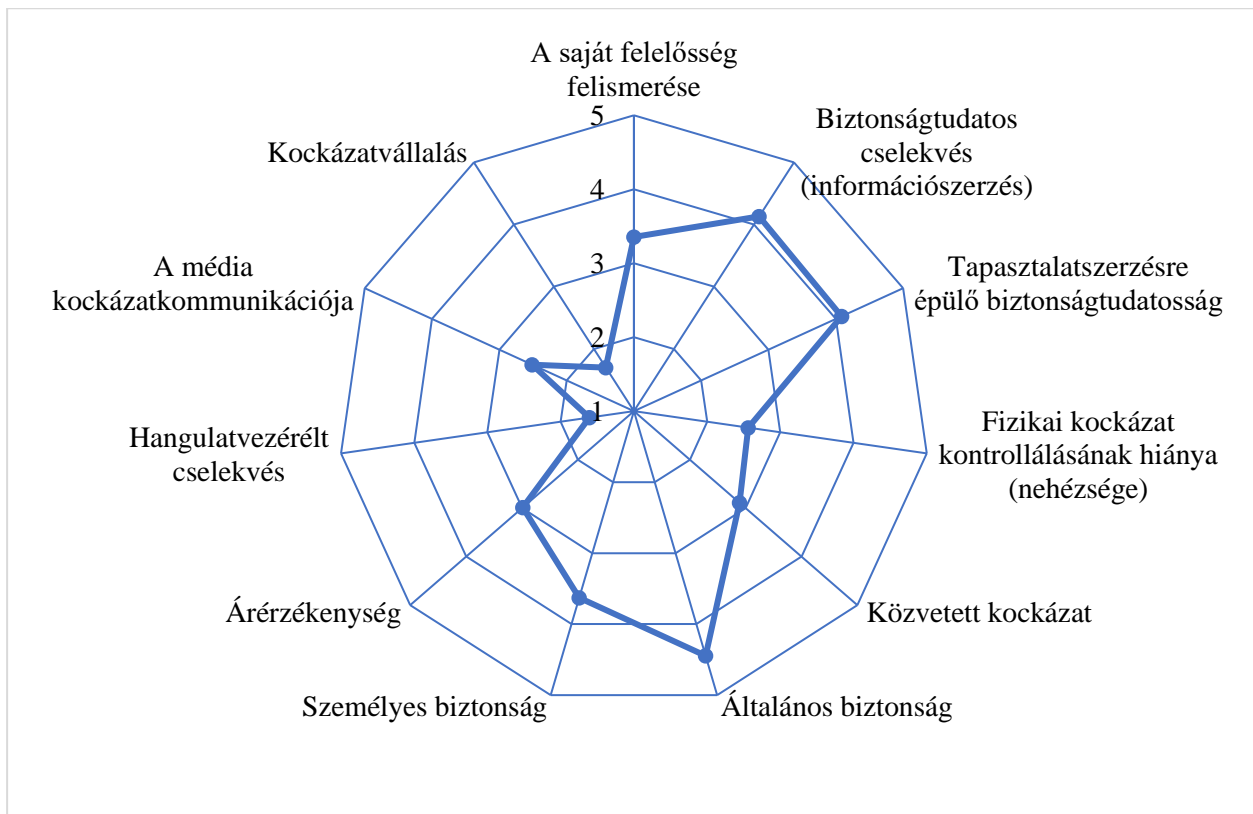 A saját felelősség
felismerése
5
Biztonságtudatos
cselekvés
(információszerzés)
Kockázatvállalás
4
3
A média
kockázatkommunikációja
Tapasztalatszerzésre
épülő biztonságtudatosság
2
1
Hangulatvezérélt
cselekvés
Fizikai kockázat
kontrollálásának hiánya
(nehézsége)
Árérzékenység
Közvetett kockázat
Személyes biztonság
Általános biztonság